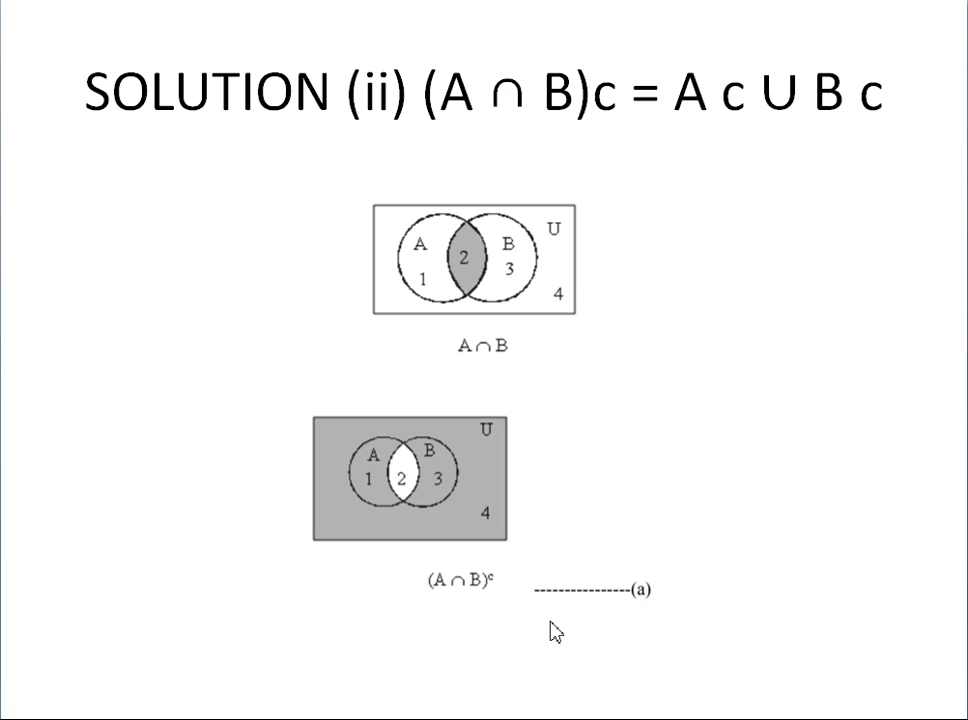 SOLUTION (ii) (A ∩ B)c = A c U B c
U
A
B
2
3
1
4
A∩B
U
A
B
1
2
3
4
(A∩B)ᶜ
----------------(a)